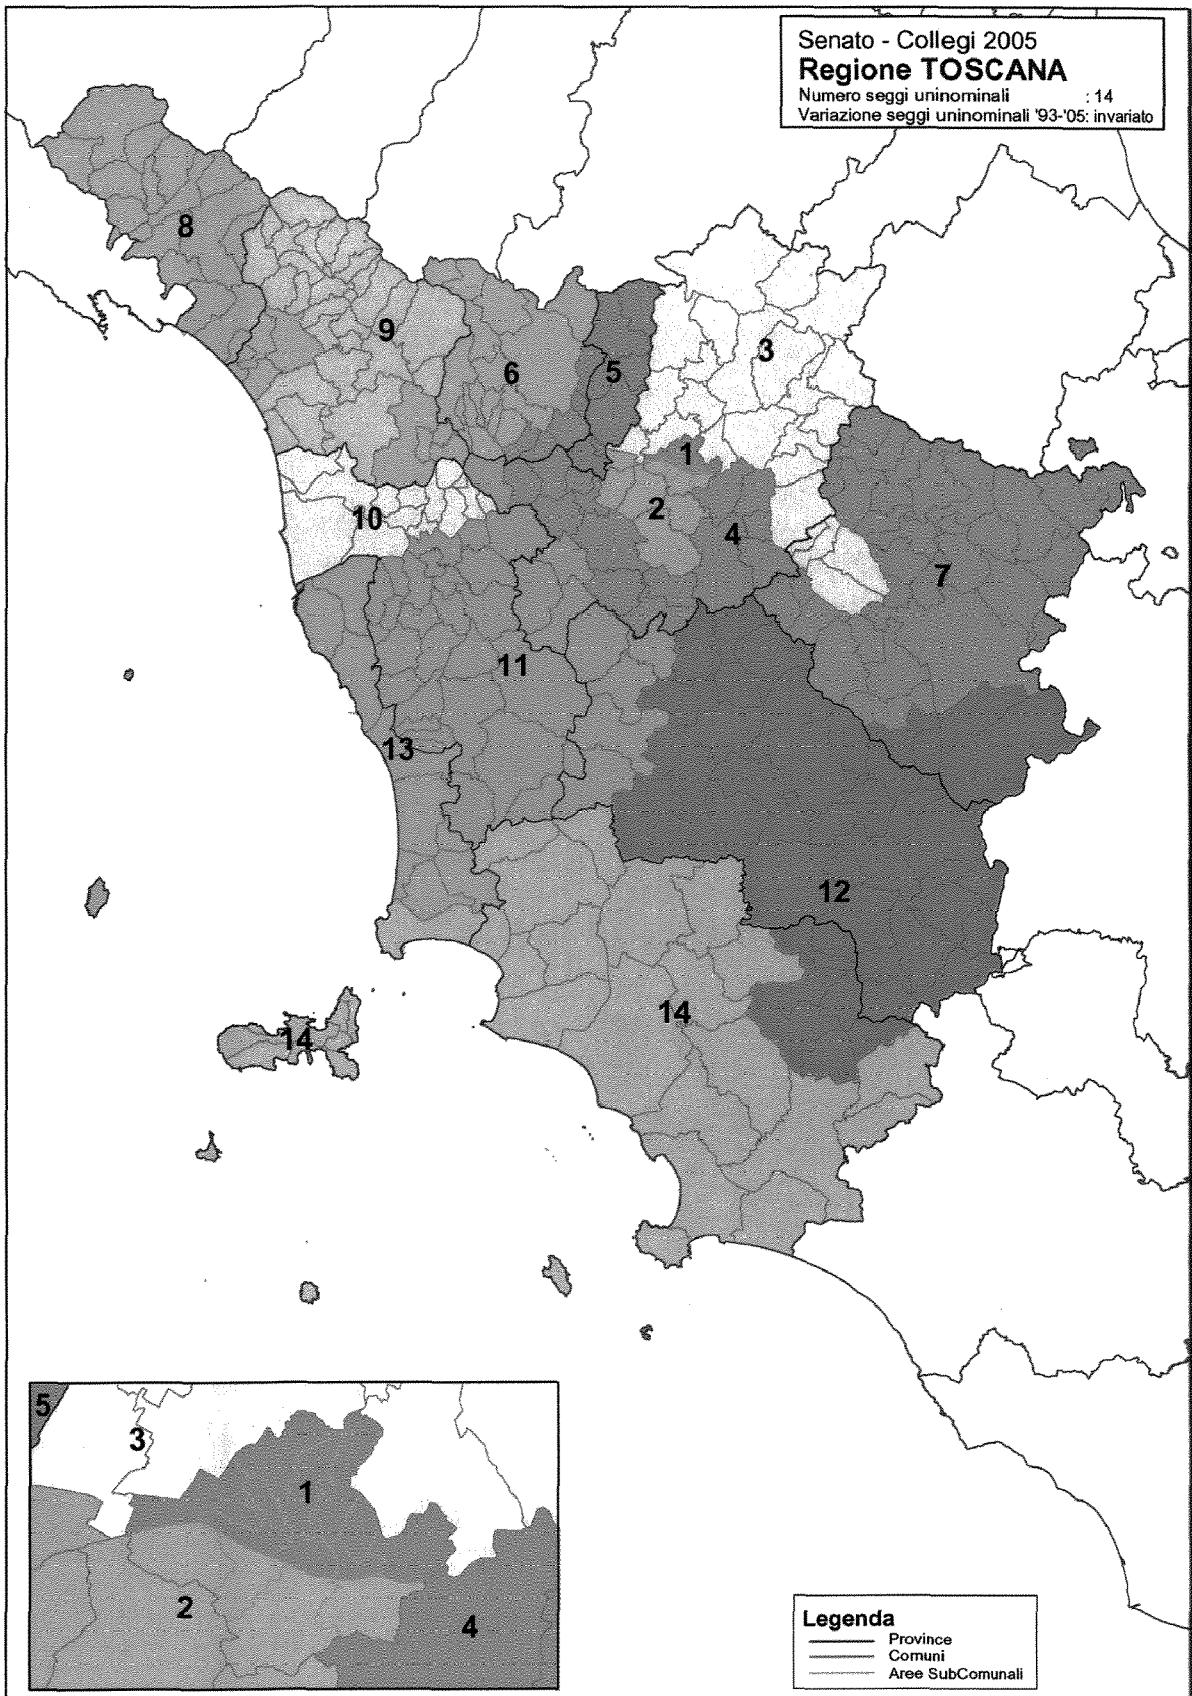 Senato - Collegi 2005
Regione TOSCANA
Numero seggi uninominali : 14
Variazione seggi uninominali '93-'05: invariato
8
9
6
5
3
1
2
4
10
7
11
13
12
14
14
5
3
1
2
4
Legenda
Province
Comuni
Aree SubComunali